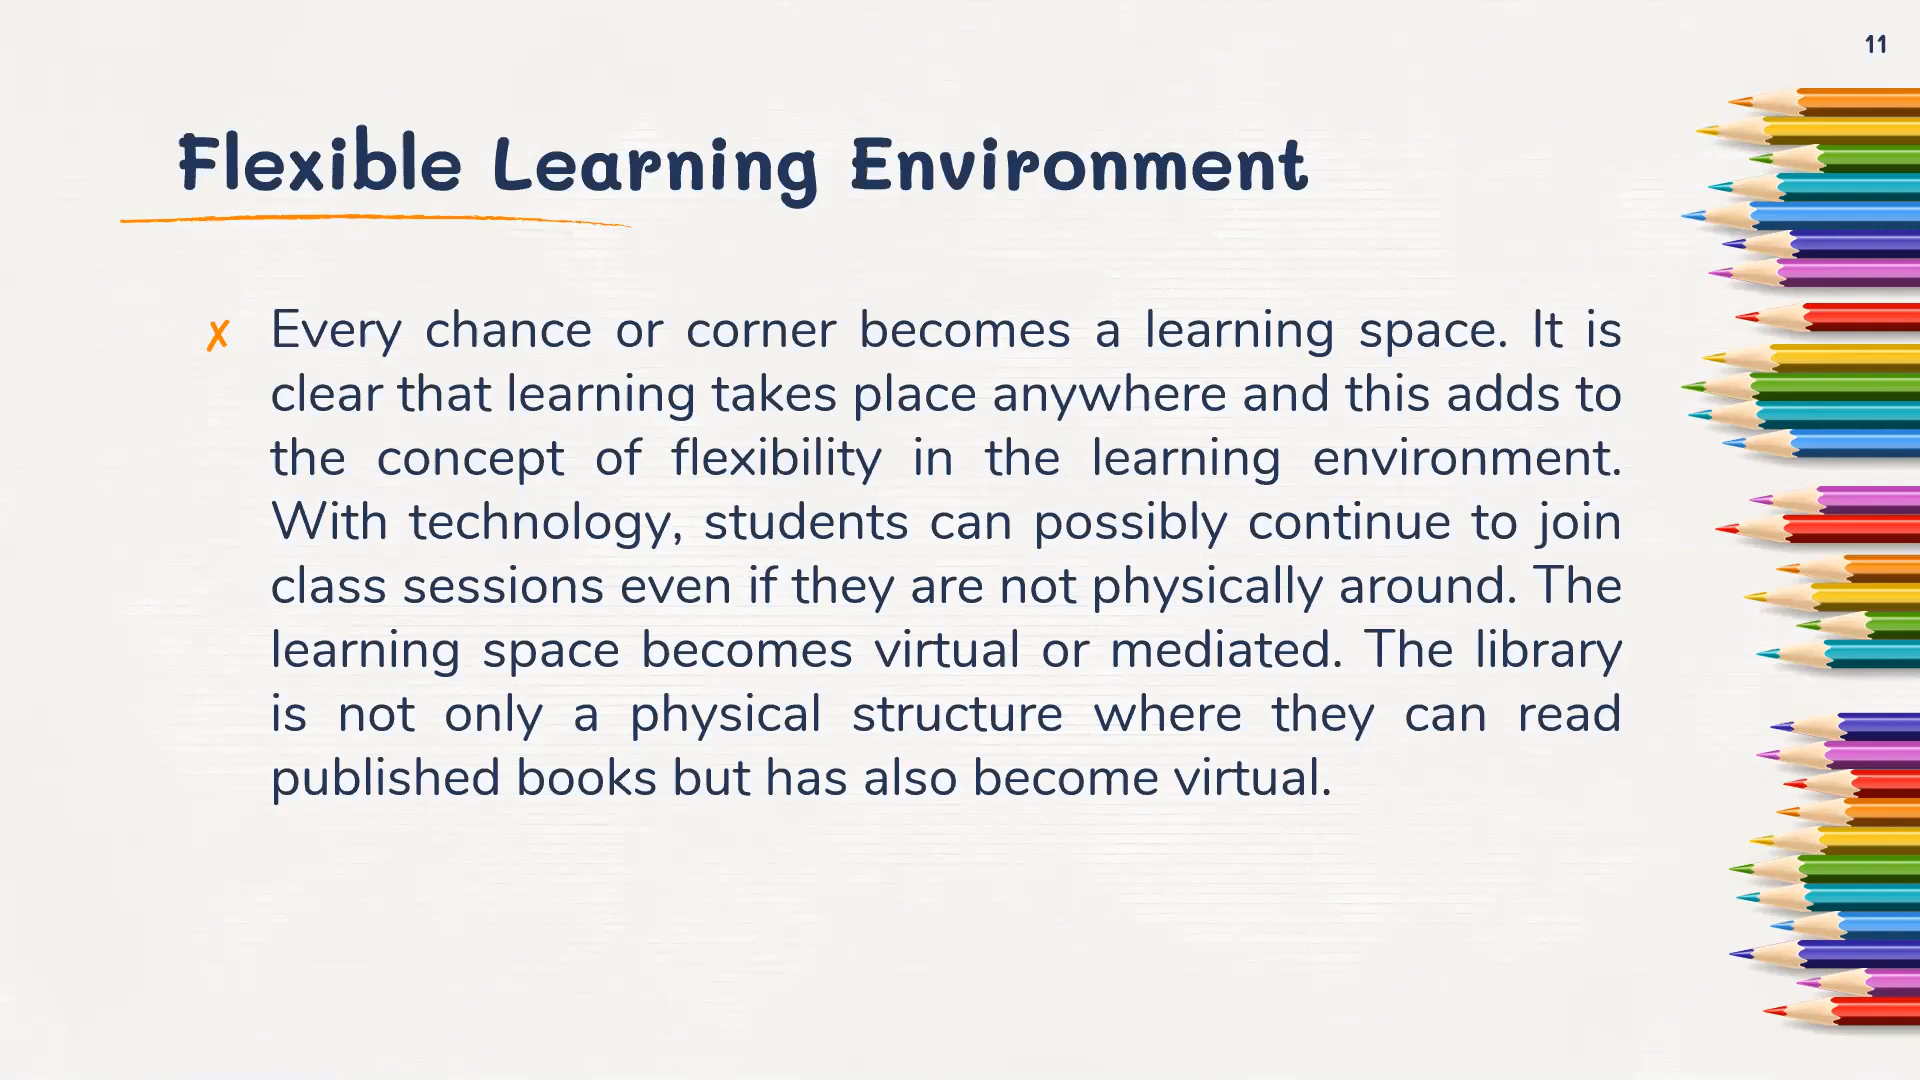 11
Flexible Learning Environment
✗ Every chance or corner becomes a learning space. It is
clear that learning takes place anywhere and this adds to
the concept of flexibility in the learning environment.
With technology, students can possibly continue to join
class sessions even if they are not physically around. The
learning space becomes virtual or mediated. The library
is not only a physical structure where they can read
published books but has also become virtual.